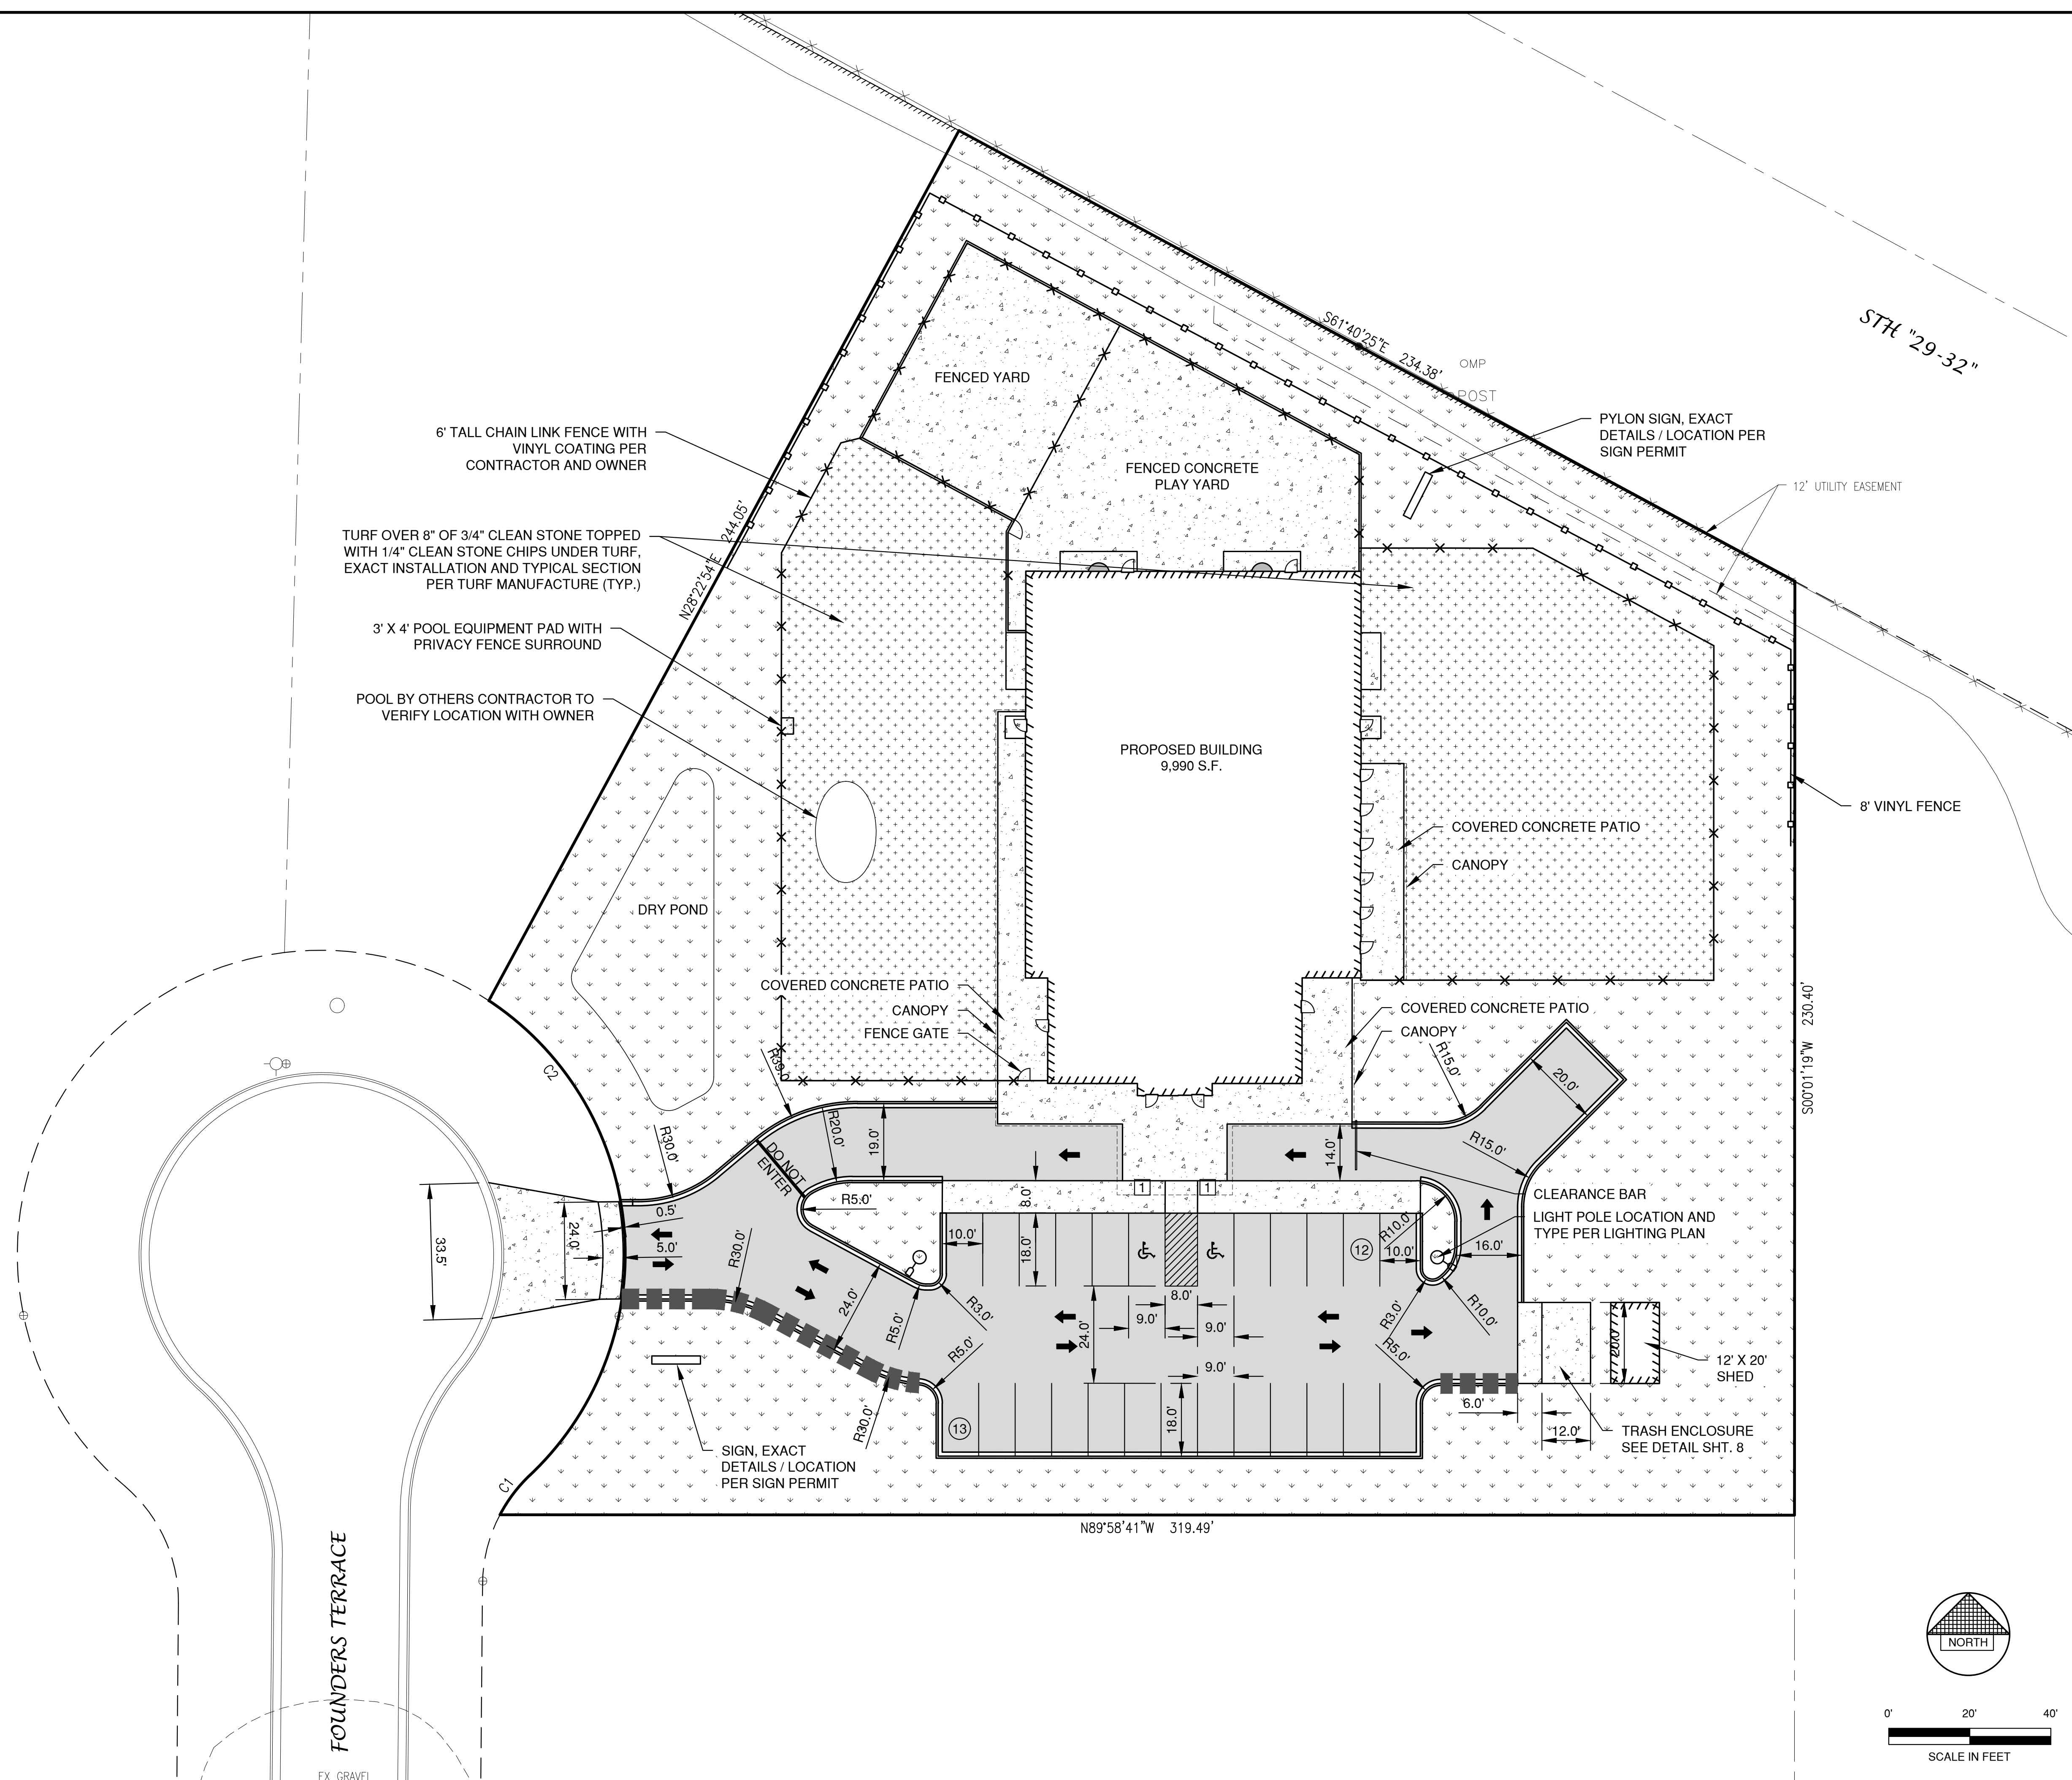 STH "29-32"
S61°40'25"E 234.38'
OMP
POST
FENCED YARD
6' TALL CHAIN LINK FENCE WITH
VINYL COATING PER
CONTRACTOR AND OWNER
PYLON SIGN, EXACT
DETAILS / LOCATION PER
SIGN PERMIT
FENCED CONCRETE
PLAY YARD
12' UTILITY EASEMENT
N28°22'54"E 244.05'
TURF OVER 8" OF 3/4" CLEAN STONE TOPPED
WITH 1/4" CLEAN STONE CHIPS UNDER TURF,
EXACT INSTALLATION AND TYPICAL SECTION
PER TURF MANUFACTURE (TYP.)
3' X 4' POOL EQUIPMENT PAD WITH
PRIVACY FENCE SURROUND
POOL BY OTHERS CONTRACTOR TO
VERIFY LOCATION WITH OWNER
PROPOSED BUILDING
9,990 S.F.
8' VINYL FENCE
COVERED CONCRETE PATIO
CANOPY
DRY POND
COVERED CONCRETE PATIO
CANOPY
FENCE GATE
COVERED CONCRETE PATIO
CANOPY
S00°01'19"W 230.40'
C2
R39.0'
R15.0'
20.0'
R30.0'
R20.0'
19.0'
14.0'
R15.0'
DO NOT
ENTER
R5.0'
8.0'
1
1
CLEARANCE BAR
LIGHT POLE LOCATION AND
TYPE PER LIGHTING PLAN
33.5'
24.0'
0.5'
5.0'
R30.0'
10.0'
18.0'
R10.0'
12
10.0'
16.0'
24.0'
R5.0'
R3.0'
R5.0'
24.0'
8.0'
9.0'
9.0'
9.0'
R3.0'
R10.0'
R5.0'
20.0'
12' X 20'
SHED
R30.0'
13
18.0'
6.0'
12.0'
TRASH ENCLOSURE
SEE DETAIL SHT. 8
SIGN, EXACT
DETAILS / LOCATION
PER SIGN PERMIT
C1
N89°58'41"W 319.49'
FOUNDERS TERRACE
EX GRAVEL
NORTH
0' 20' 40'
SCALE IN FEET